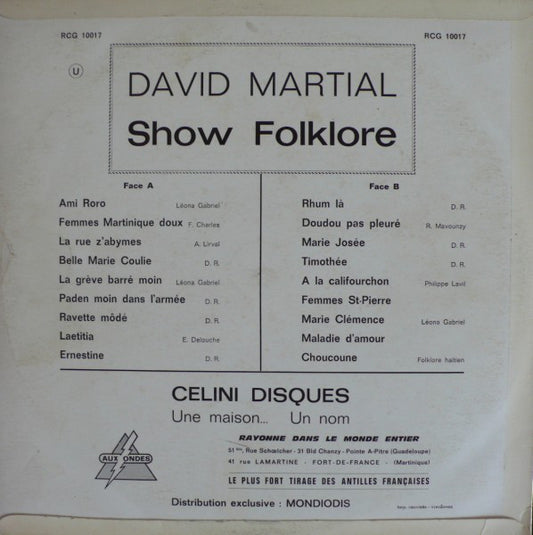 RCG 10017 RCG 10017
U
DAVID MARTIAL
Show Folklore
Face A
Ami Roro Léona Gabriel
Femmes Martinique doux F. Charles
La rue z'abymes A. Lirval
Belle Marie Coulie D. R.
La grève barré moin Léona Gabriel
Paden moin dans l'armée D. R.
Ravette môdé D. R.
Laetitia E. Delouche
Ernestine D. R.
Face B
Rhum là D. R.
Doudou pas pleuré R. Mavounzy
Marie Josée D. R.
Timothée D. R.
A la califourchon Philippe Lavil
Femmes St-Pierre
Marie Clémence Léona Gabriel
Maladie d'amour
Choucoune Folklore haïtien
CELINI DISQUES
Une maison... Un nom
AUX ONDES
RAYONNE DANS LE MONDE ENTIER
51 bis, Rue Schœlcher - 31 Bld Chanzy - Pointe A-Pitre (Guadeloupe)
41 rue LAMARTINE - FORT-DE-FRANCE - (Martinique)
LE PLUS FORT TIRAGE DES ANTILLES FRANÇAISES
Distribution exclusive : MONDIODIS